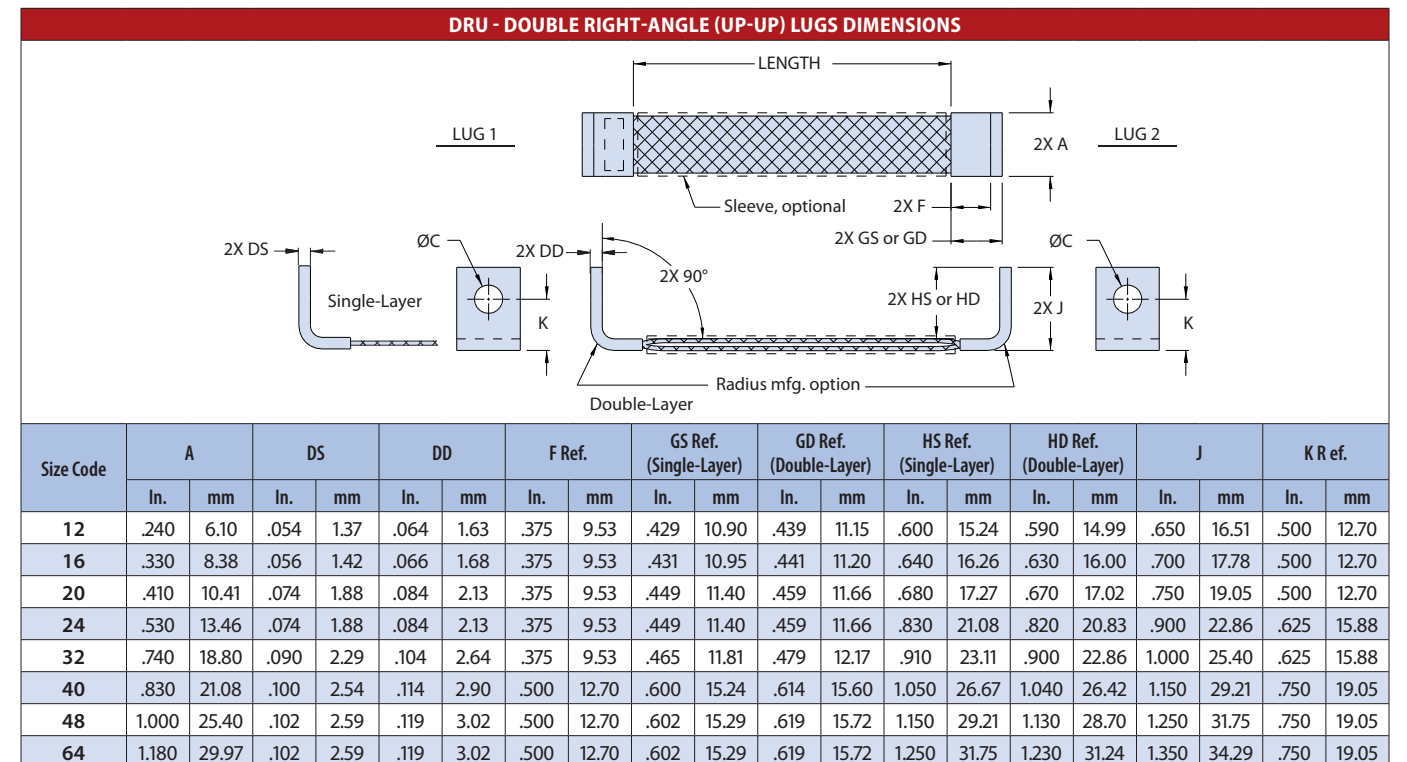 DRU - DOUBLE RIGHT-ANGLE (UP-UP) LUGS DIMENSIONS
LENGTH
LUG 1
2X A
LUG 2
Sleeve, optional
2X F
2X GS or GD
2X DS
ØC
2X DD
2X 90°
ØC
Single-Layer
K
2X HS or HD
2X J
K
Radius mfg. option
Double-Layer
Size Code A DS DD F Ref. GS Ref. (Single-Layer) GD Ref. (Double-Layer) HS Ref. (Single-Layer) HD Ref. (Double-Layer) J K R ef.
In. mm In. mm In. mm In. mm In. mm In. mm In. mm In. mm In. mm In. mm
12 .240 6.10 .054 1.37 .064 1.63 .375 9.53 .429 10.90 .439 11.15 .600 15.24 .590 14.99 .650 16.51 .500 12.70
16 .330 8.38 .056 1.42 .066 1.68 .375 9.53 .431 10.95 .441 11.20 .640 16.26 .630 16.00 .700 17.78 .500 12.70
20 .410 10.41 .074 1.88 .084 2.13 .375 9.53 .449 11.40 .459 11.66 .680 17.27 .670 17.02 .750 19.05 .500 12.70
24 .530 13.46 .074 1.88 .084 2.13 .375 9.53 .449 11.40 .459 11.66 .830 21.08 .820 20.83 .900 22.86 .625 15.88
32 .740 18.80 .090 2.29 .104 2.64 .375 9.53 .465 11.81 .479 12.17 .910 23.11 .900 22.86 1.000 25.40 .625 15.88
40 .830 21.08 .100 2.54 .114 2.90 .500 12.70 .600 15.24 .614 15.60 1.050 26.67 1.040 26.42 1.150 29.21 .750 19.05
48 1.000 25.40 .102 2.59 .119 3.02 .500 12.70 .602 15.29 .619 15.72 1.150 29.21 1.130 28.70 1.250 31.75 .750 19.05
64 1.180 29.97 .102 2.59 .119 3.02 .500 12.70 .602 15.29 .619 15.72 1.250 31.75 1.230 31.24 1.350 34.29 .750 19.05